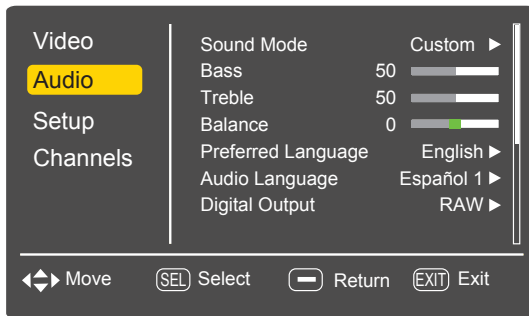 Video
Audio
Setup
Channels
Sound Mode Custom
Bass 50
Treble 50
Balance 0
Preferred Language English
Audio Language Español 1
Digital Output RAW
Move SEL Select Return EXIT Exit